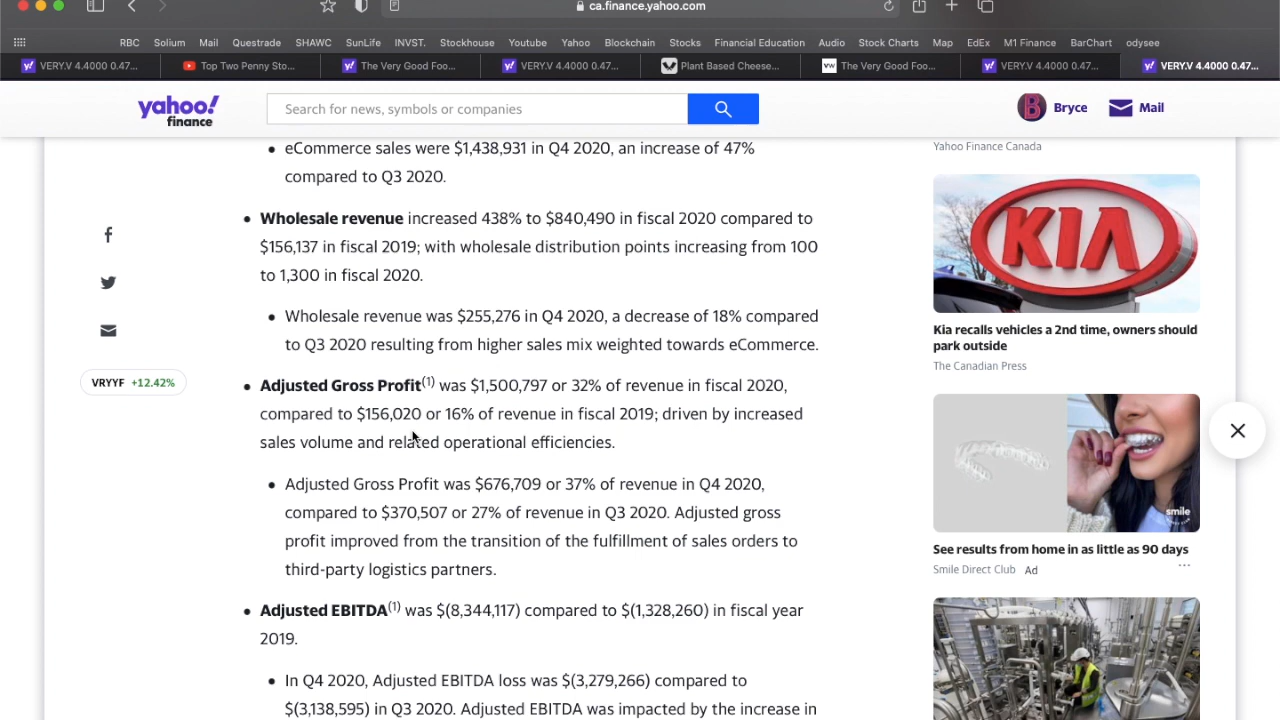 ca.finance.yahoo.com
RBC Solium Mail Questrade SHAWC SunLife INVST. Stockhouse Youtube Yahoo Blockchain Stocks Financial Education Audio Stock Charts Map EdEx M1 Finance BarChart odysee
VERY.V 4.4000 0.47... Top Two Penny Sto... The Very Good Foo... VERY.V 4.4000 0.47... Plant Based Cheese... The Very Good Foo... VERY.V 4.4000 0.47... VERY.V 4.4000 0.47...
yahoo!
finance
Search for news, symbols or companies
B Bryce Mail
eCommerce sales were $1,438,931 in Q4 2020, an increase of 47%
compared to Q3 2020.
Wholesale revenue increased 438% to $840,490 in fiscal 2020 compared to
$156,137 in fiscal 2019; with wholesale distribution points increasing from 100
to 1,300 in fiscal 2020.
Wholesale revenue was $255,276 in Q4 2020, a decrease of 18% compared
to Q3 2020 resulting from higher sales mix weighted towards eCommerce.
Adjusted Gross Profit(1) was $1,500,797 or 32% of revenue in fiscal 2020,
compared to $156,020 or 16% of revenue in fiscal 2019; driven by increased
sales volume and related operational efficiencies.
Adjusted Gross Profit was $676,709 or 37% of revenue in Q4 2020,
compared to $370,507 or 27% of revenue in Q3 2020. Adjusted gross
profit improved from the transition of the fulfillment of sales orders to
third-party logistics partners.
Adjusted EBITDA(1) was $(8,344,117) compared to $(1,328,260) in fiscal year
2019.
In Q4 2020, Adjusted EBITDA loss was $(3,279,266) compared to
$(3,138,595) in Q3 2020. Adjusted EBITDA was impacted by the increase in
VRYYF +12.42%
Yahoo Finance Canada
KIA
Kia recalls vehicles a 2nd time, owners should
park outside
The Canadian Press
smile
See results from home in as little as 90 days
Smile Direct Club Ad ...